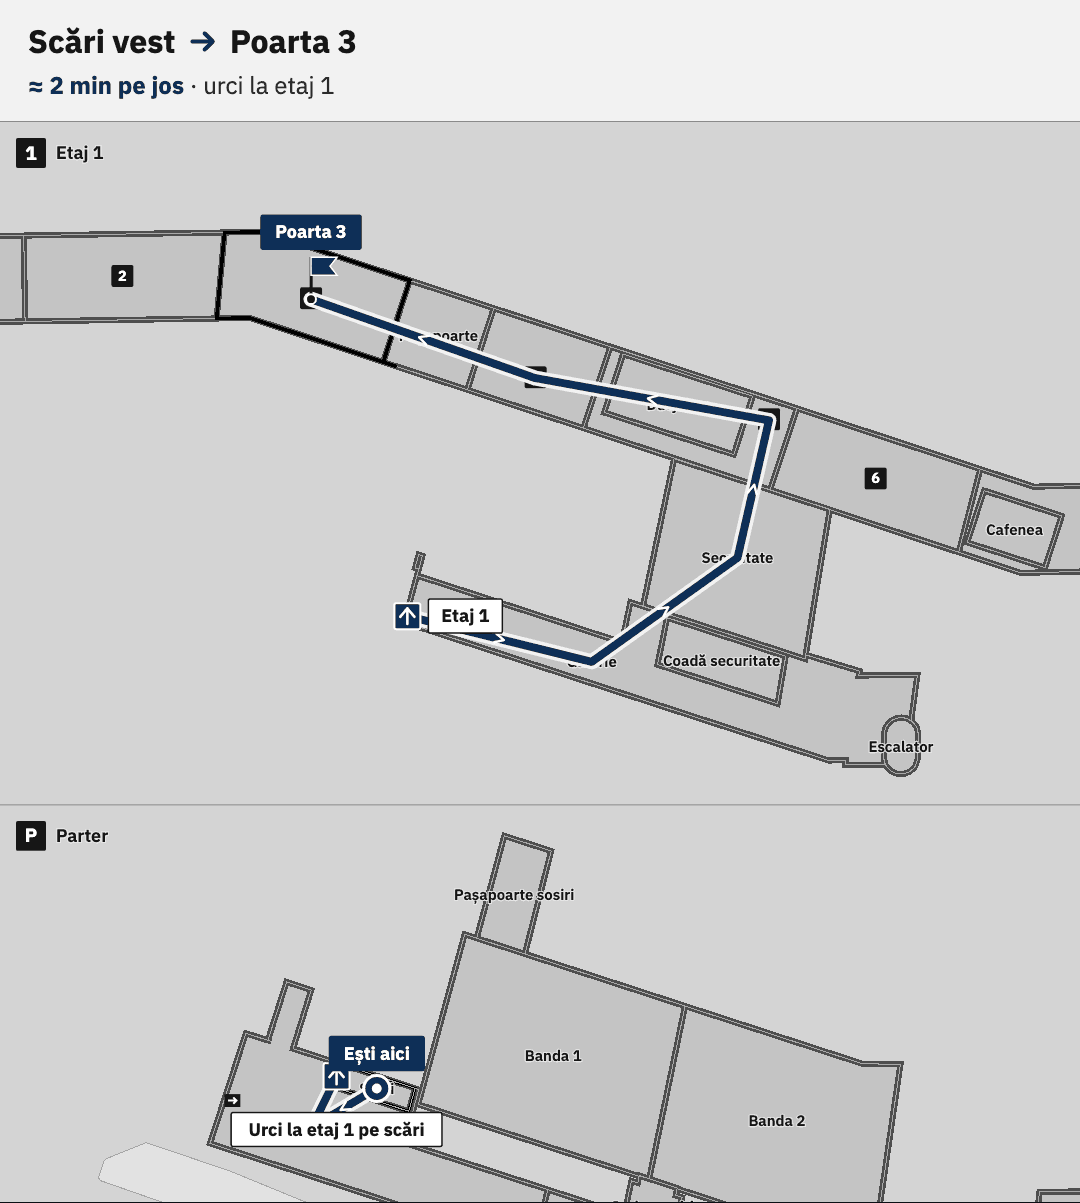 Scări vest → Poarta 3
≈ 2 min pe jos · urci la etaj 1
1 Etaj 1
Poarta 3
2
6
Cafenea
Etaj 1
Coadă securitate
Escalator
P Parter
Pașapoarte sosiri
Banda 1
Ești aici
Banda 2
Urci la etaj 1 pe scări